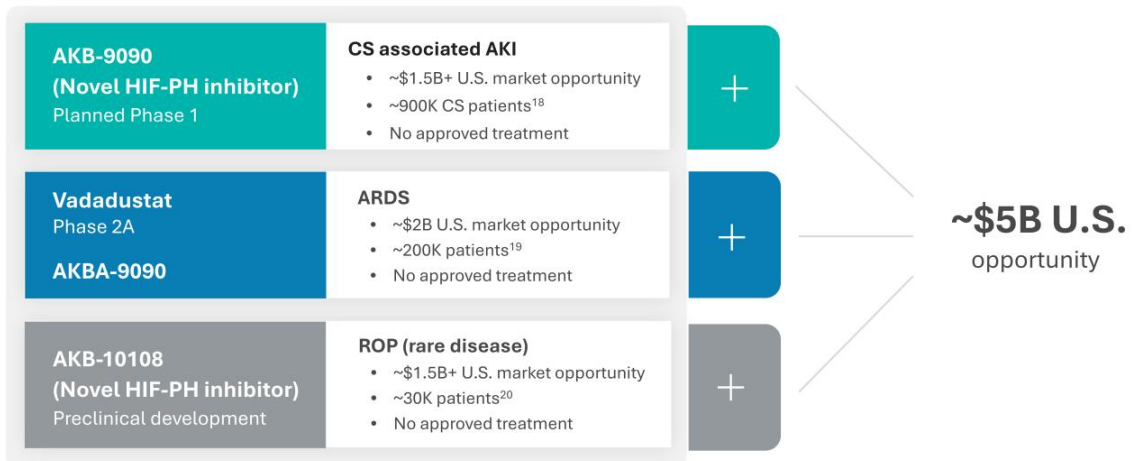 AKB-9090
(Novel HIF-PH inhibitor)
Planned Phase 1
CS associated AKI
• ~$1.5B+ U.S. market opportunity
• ~900K CS patients18
• No approved treatment
+
Vadadustat
Phase 2A
AKBA-9090
ARDS
• ~$2B U.S. market opportunity
• ~200K patients19
• No approved treatment
+
AKB-10108
(Novel HIF-PH inhibitor)
Preclinical development
ROP (rare disease)
• ~$1.5B+ U.S. market opportunity
• ~30K patients20
• No approved treatment
+
~$5B U.S.
opportunity